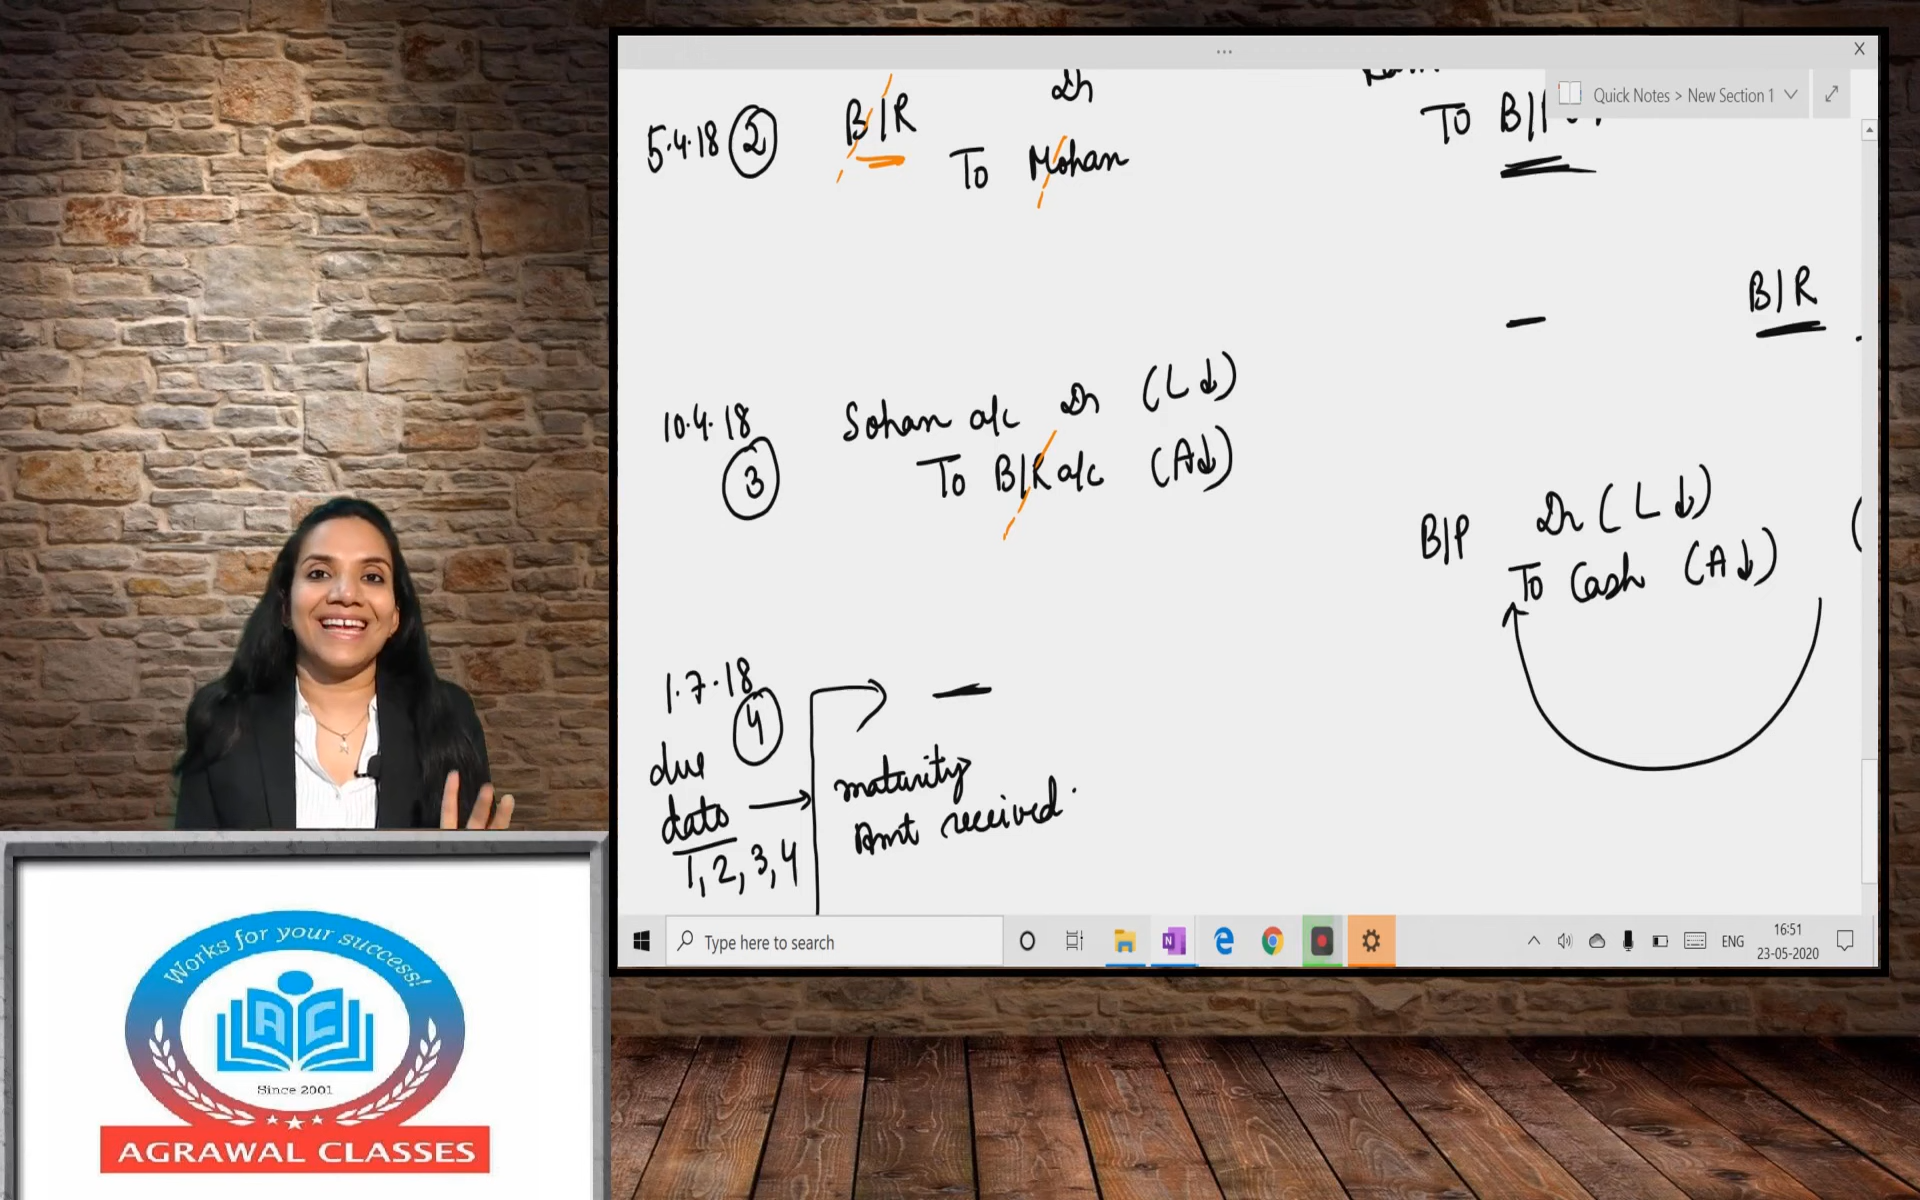 Quick Notes > New Section 1
Dr
5.4.18 2 B/R
To Mohan
To B/
B/R
10.4.18 Sohan a/c Dr (L↓)
3 To B/R a/c (A↓)
B/P Dr (L↓)
To Cash (A↓)
1.7.18
4
due
date → maturity
Amt received.
1, 2, 3, 4
Type here to search
ENG
16:51
23-05-2020
Works for your success!
AC
Since 2001
AGRAWAL CLASSES